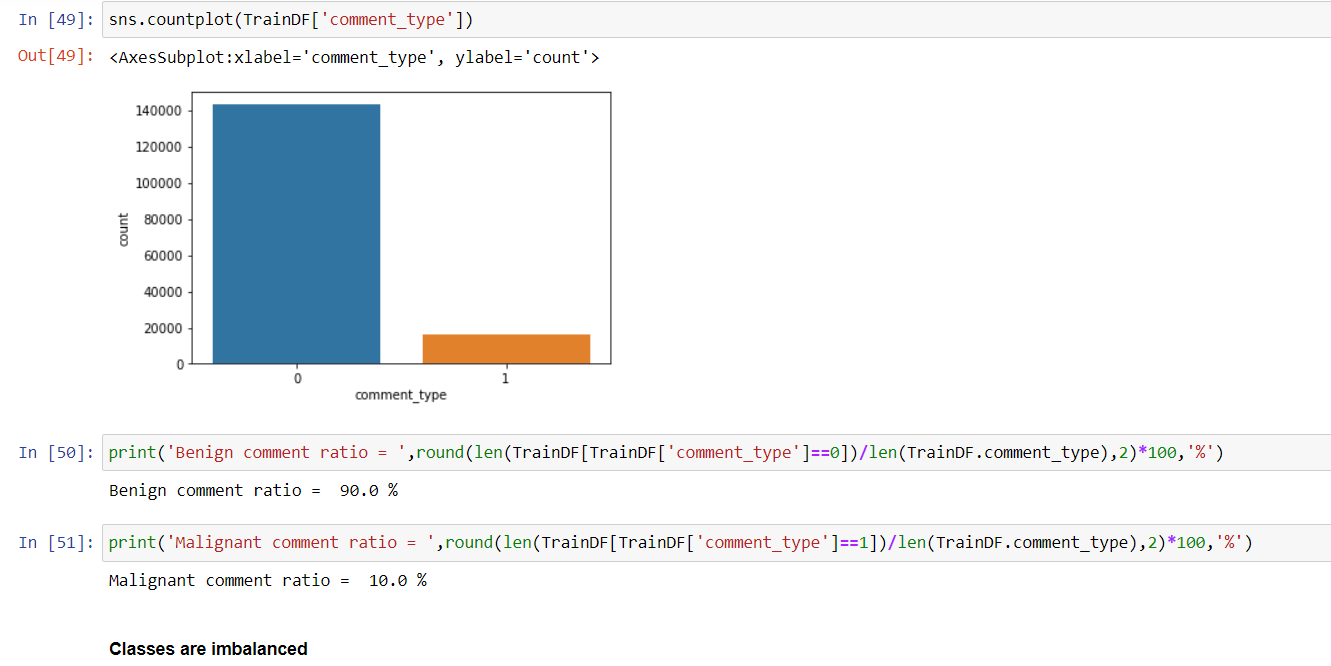 In [49]: sns.countplot(TrainDF['comment_type'])
Out[49]: <AxesSubplot:xlabel='comment_type', ylabel='count'>
140000
120000
100000
80000
60000
40000
20000
0
count
0 1
comment_type
In [50]: print('Benign comment ratio = ',round(len(TrainDF[TrainDF['comment_type']==0])/len(TrainDF.comment_type),2)*100,'%')
Benign comment ratio =  90.0 %
In [51]: print('Malignant comment ratio = ',round(len(TrainDF[TrainDF['comment_type']==1])/len(TrainDF.comment_type),2)*100,'%')
Malignant comment ratio =  10.0 %
Classes are imbalanced